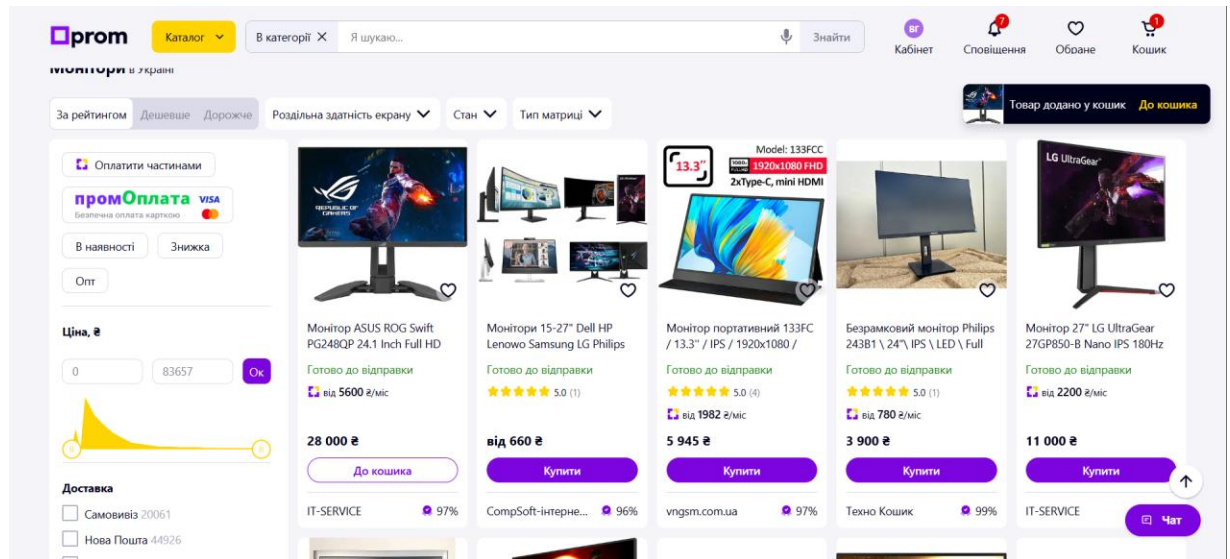 prom
Каталог
В категорії ×
Я шукаю...
Знайти
ВГ
Кабінет
7
Сповіщення
Обране
1
Кошик
Монітори в Україні
Товар додано у кошик До кошика
За рейтингом Дешевше Дорожче
Роздільна здатність екрану
Стан
Тип матриці
Оплатити частинами
промОплата VISA
Безпечна оплата карткою
В наявності
Знижка
Опт
Ціна, ₴
0
83657
Ок
Доставка
Самовивіз 20061
Нова Пошта 44926
REPUBLIC OF
GAMERS
Монітор ASUS ROG Swift
PG248QP 24.1 Inch Full HD
Готово до відправки
від 5600 ₴/міс
28 000 ₴
До кошика
IT-SERVICE 97%
Монітори 15-27" Dell HP
Lenowo Samsung LG Philips
Готово до відправки
5.0 (1)
від 660 ₴
Купити
CompSoft-інтерне... 96%
Model: 133FCC
13.3"
1920x1080 FHD
2xType-C, mini HDMI
Монітор портативний 133FC
/ 13.3'' / IPS / 1920x1080 /
Готово до відправки
5.0 (4)
від 1982 ₴/міс
5 945 ₴
Купити
vngsm.com.ua 97%
Безрамковий монітор Philips
243B1 \ 24"\ IPS \ LED \ Full
Готово до відправки
5.0 (1)
від 780 ₴/міс
3 900 ₴
Купити
Техно Кошик 99%
LG UltraGear
Монітор 27" LG UltraGear
27GP850-B Nano IPS 180Hz
Готово до відправки
від 2200 ₴/міс
11 000 ₴
Купити
IT-SERVICE
Чат